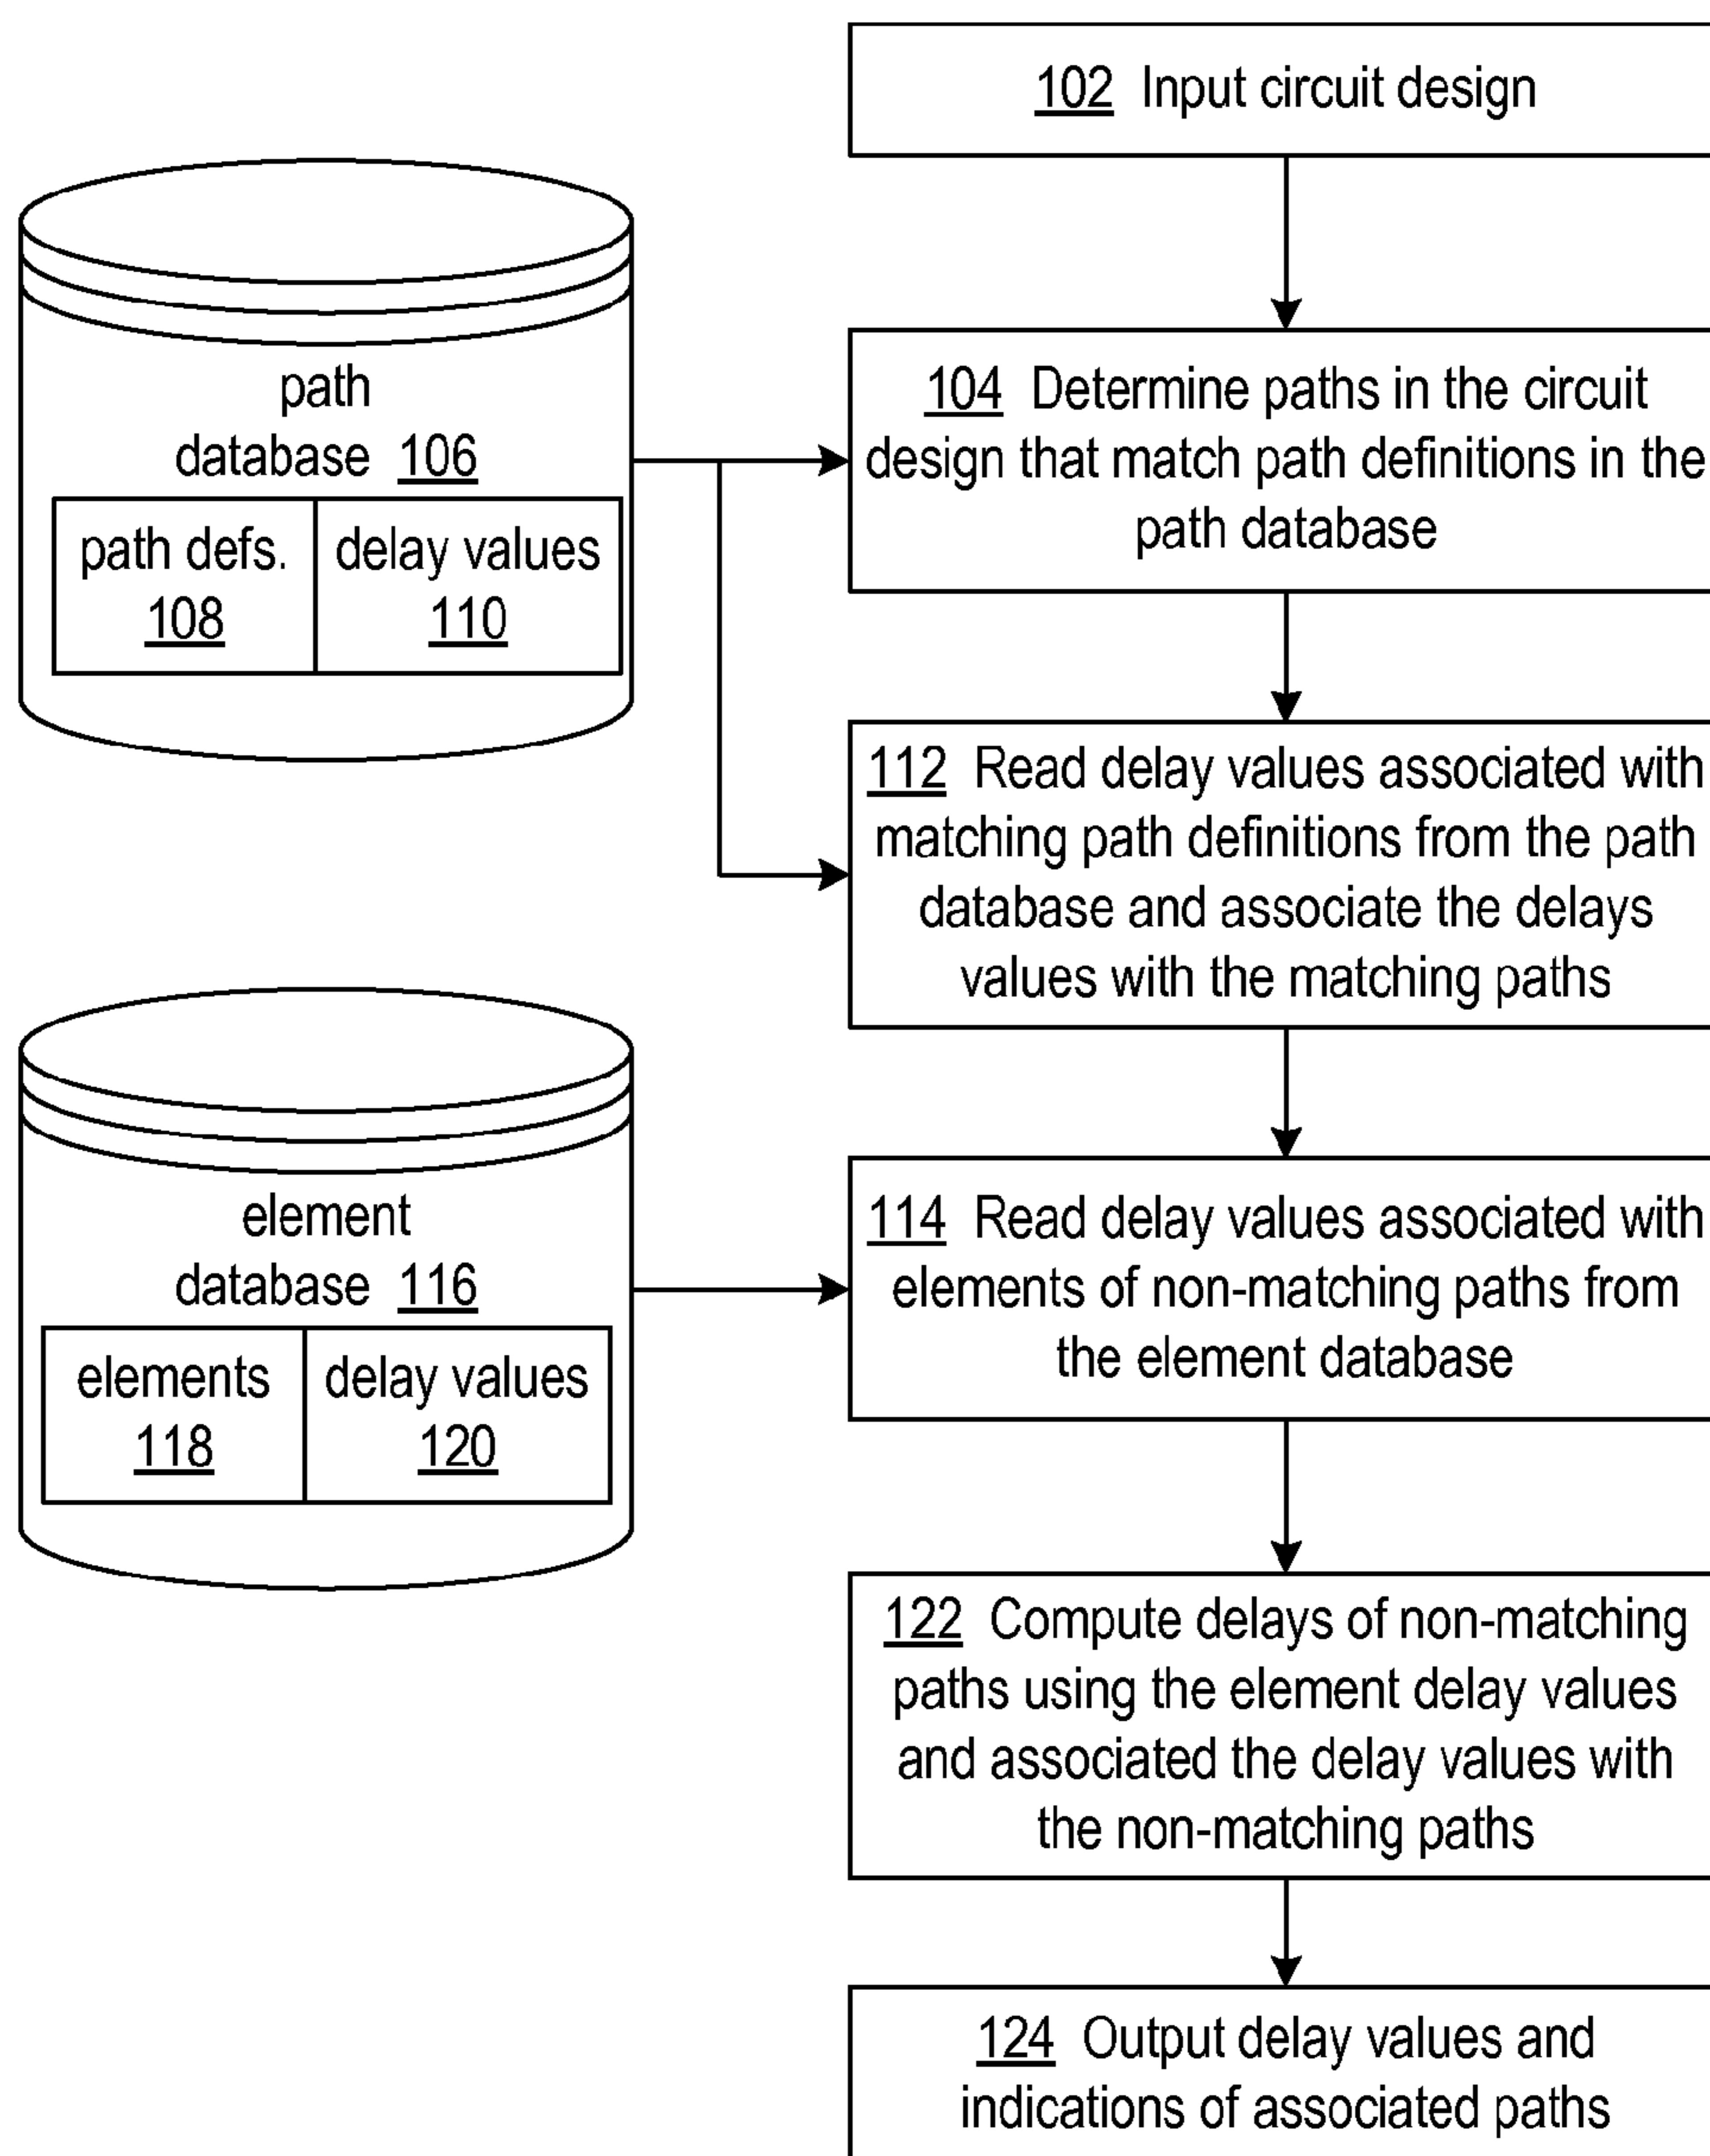 102 Input circuit design
path
database 106
path defs.
108
delay values
110
104 Determine paths in the circuit
design that match path definitions in the
path database
112 Read delay values associated with
matching path definitions from the path
database and associate the delays
values with the matching paths
element
database 116
elements
118
delay values
120
114 Read delay values associated with
elements of non-matching paths from
the element database
122 Compute delays of non-matching
paths using the element delay values
and associated the delay values with
the non-matching paths
124 Output delay values and
indications of associated paths